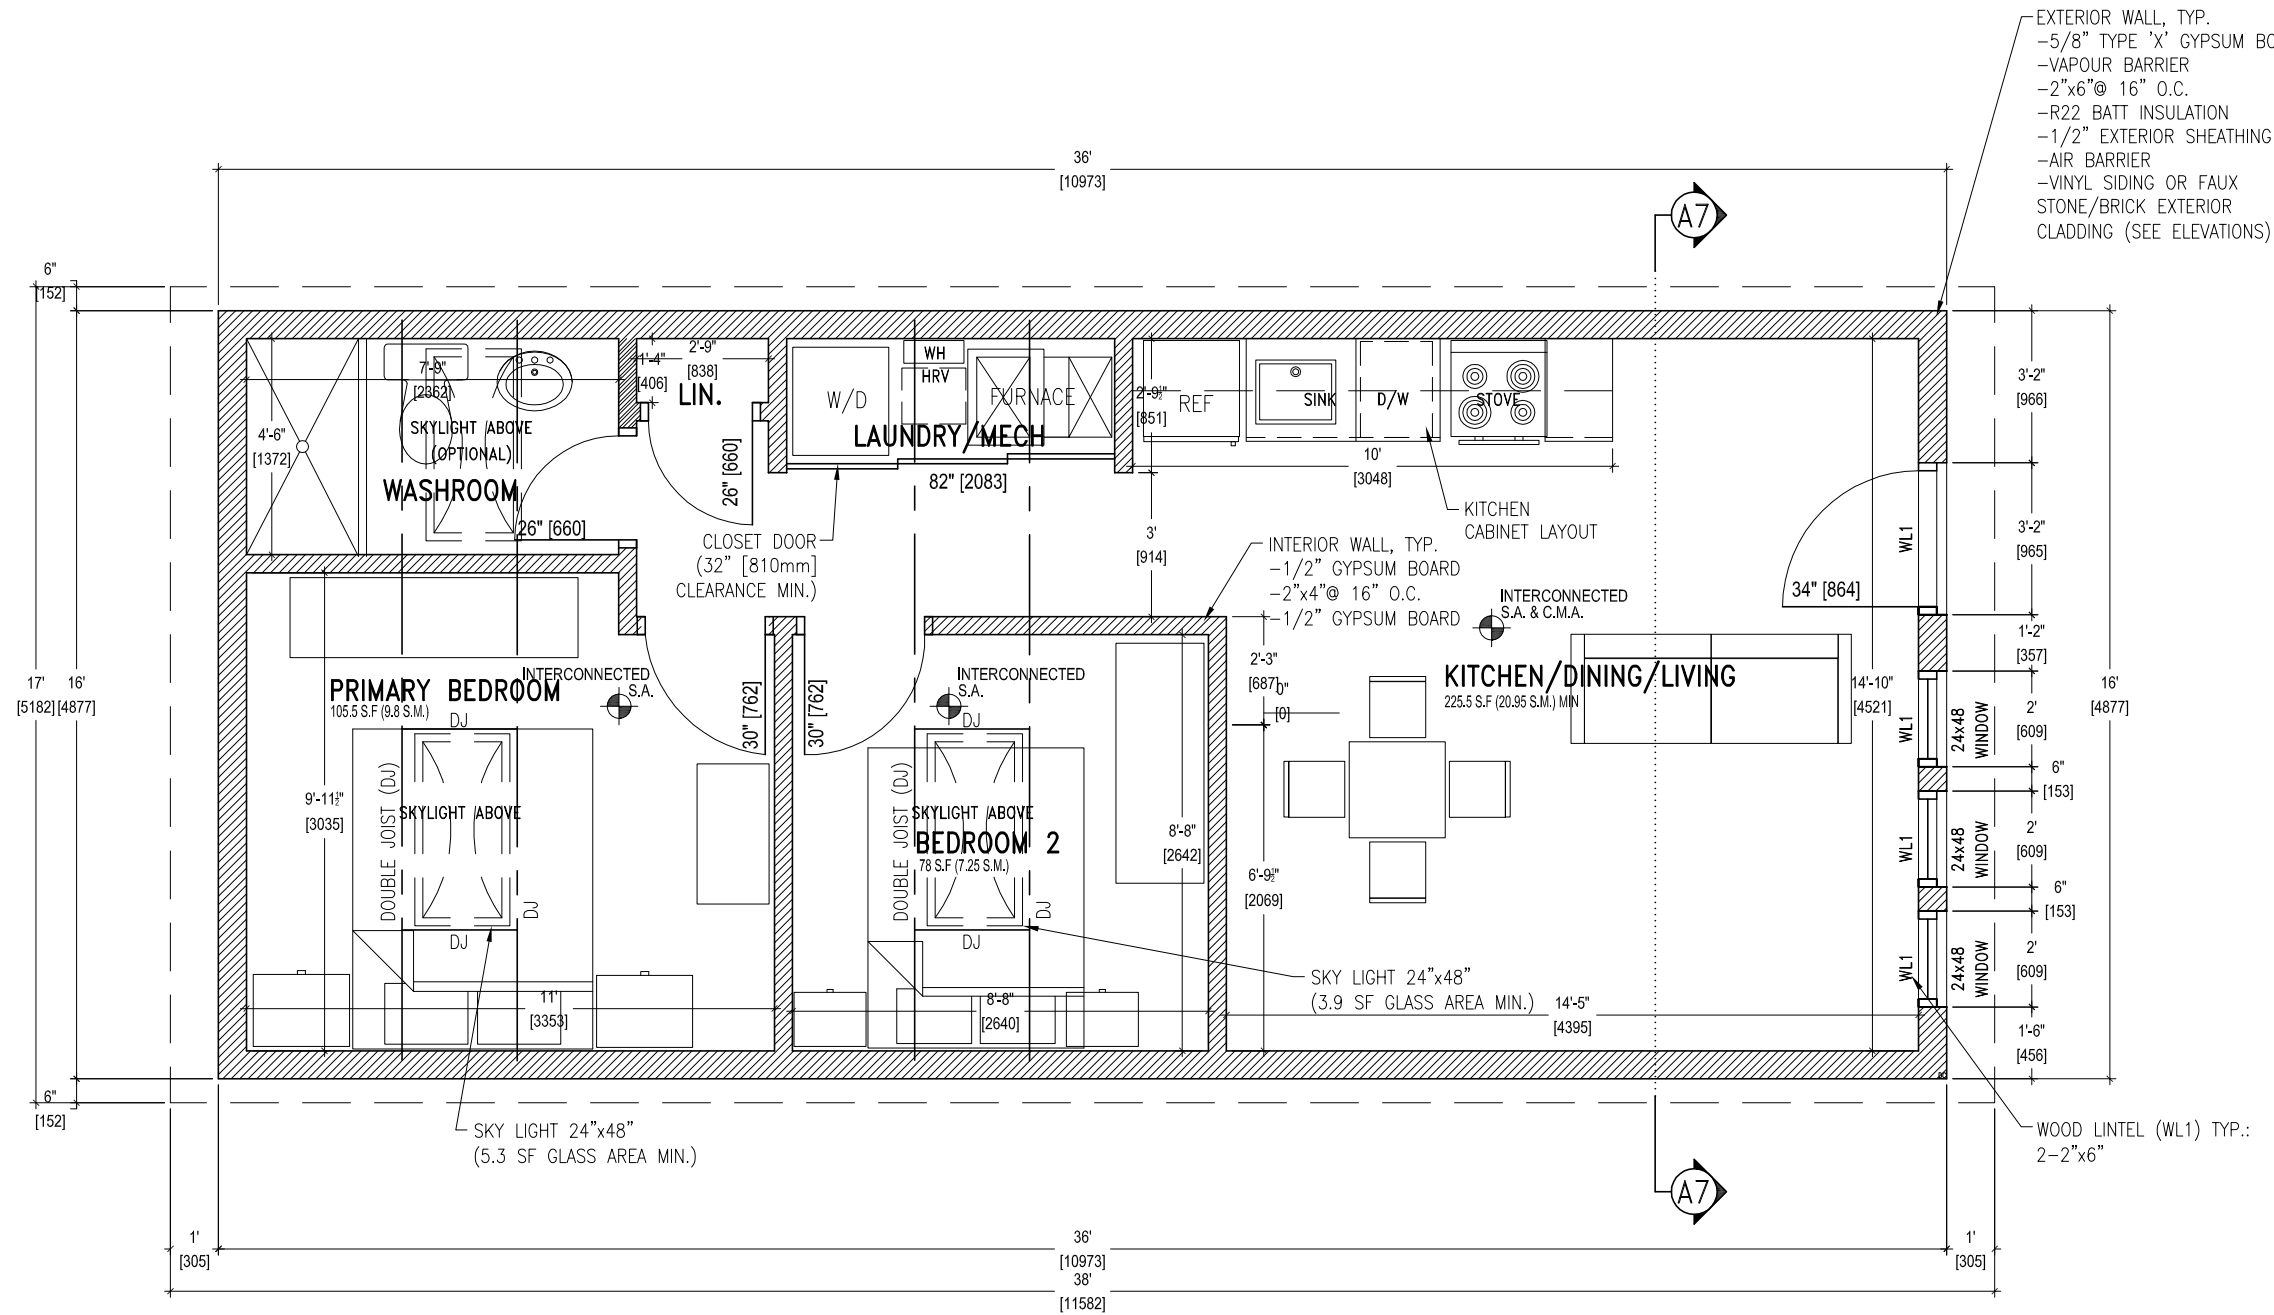 EXTERIOR WALL, TYP.
-5/8" TYPE 'X' GYPSUM BO
-VAPOUR BARRIER
-2"x6"@ 16" O.C.
-R22 BATT INSULATION
-1/2" EXTERIOR SHEATHING
-AIR BARRIER
-VINYL SIDING OR FAUX
STONE/BRICK EXTERIOR
CLADDING (SEE ELEVATIONS)
36'
[10973]
A7
6"
[152]
17'
[5182]
16'
[4877]
6"
[152]
7'-9"
[2362]
4'-6"
[1372]
SKYLIGHT ABOVE
(OPTIONAL)
WASHROOM
26" [660]
1'-4"
[406]
2'-9"
[838]
LIN.
26" [660]
W/D
WH
HRV
FURNACE
LAUNDRY/MECH
82" [2083]
CLOSET DOOR
(32" [810mm]
CLEARANCE MIN.)
2'-9½"
[851]
REF
SINK
D/W
STOVE
10'
[3048]
KITCHEN
CABINET LAYOUT
3'
[914]
INTERIOR WALL, TYP.
-1/2" GYPSUM BOARD
-2"x4"@ 16" O.C.
-1/2" GYPSUM BOARD
INTERCONNECTED
S.A. & C.M.A.
34" [864]
WL1
3'-2"
[966]
3'-2"
[965]
1'-2"
[357]
2'
[609]
6"
[153]
2'
[609]
6"
[153]
2'
[609]
1'-6"
[456]
16'
[4877]
PRIMARY BEDROOM
105.5 S.F (9.8 S.M.)
INTERCONNECTED
S.A.
30" [762]
30" [762]
INTERCONNECTED
S.A.
2'-3"
[687]
0"
[0]
KITCHEN/DINING/LIVING
225.5 S.F (20.95 S.M.) MIN
14'-10"
[4521]
WL1
24x48
WINDOW
WL1
24x48
WINDOW
WL1
24x48
WINDOW
DJ
DOUBLE JOIST (DJ)
SKYLIGHT ABOVE
9'-11½"
[3035]
DJ
DJ
DJ
DOUBLE JOIST (DJ)
SKYLIGHT ABOVE
BEDROOM 2
78 S.F (7.25 S.M.)
DJ
DJ
8'-8"
[2642]
6'-9½"
[2069]
11'
[3353]
8'-8"
[2640]
SKY LIGHT 24"x48"
(3.9 SF GLASS AREA MIN.)
14'-5"
[4395]
SKY LIGHT 24"x48"
(5.3 SF GLASS AREA MIN.)
WOOD LINTEL (WL1) TYP.:
2-2"x6"
A7
1'
[305]
36'
[10973]
1'
[305]
38'
[11582]